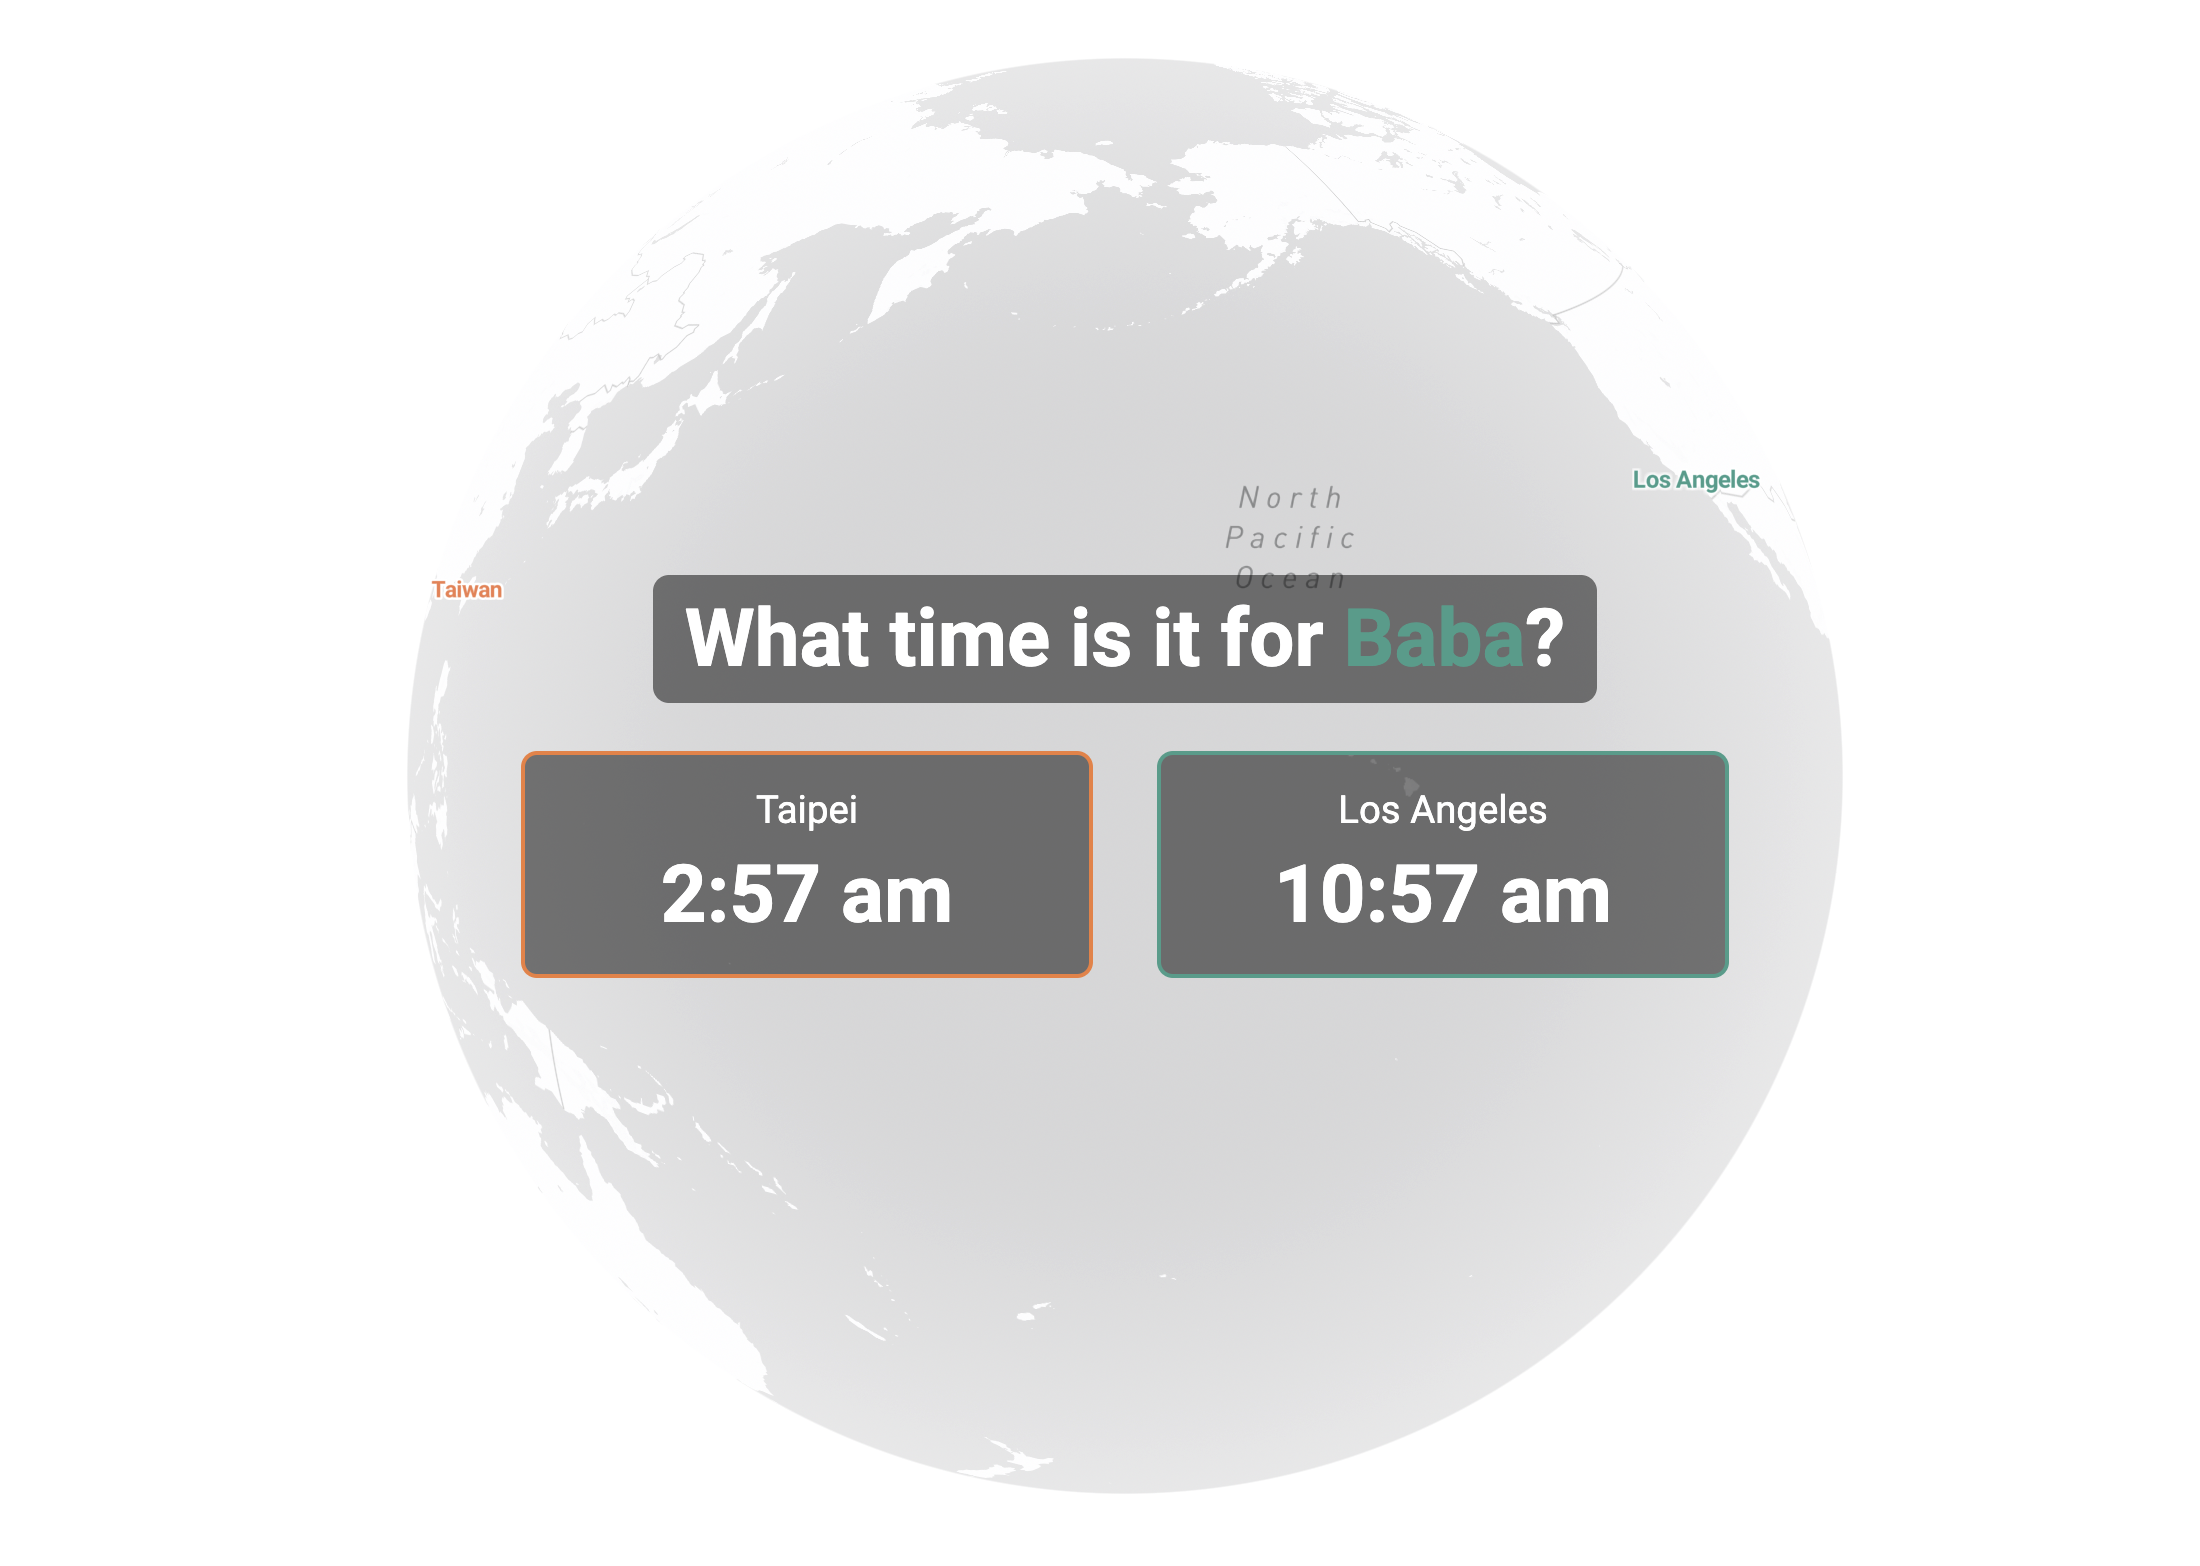 North
Pacific
Ocean
Los Angeles
Taiwan
What time is it for Baba?
Taipei
2:57 am
Los Angeles
10:57 am